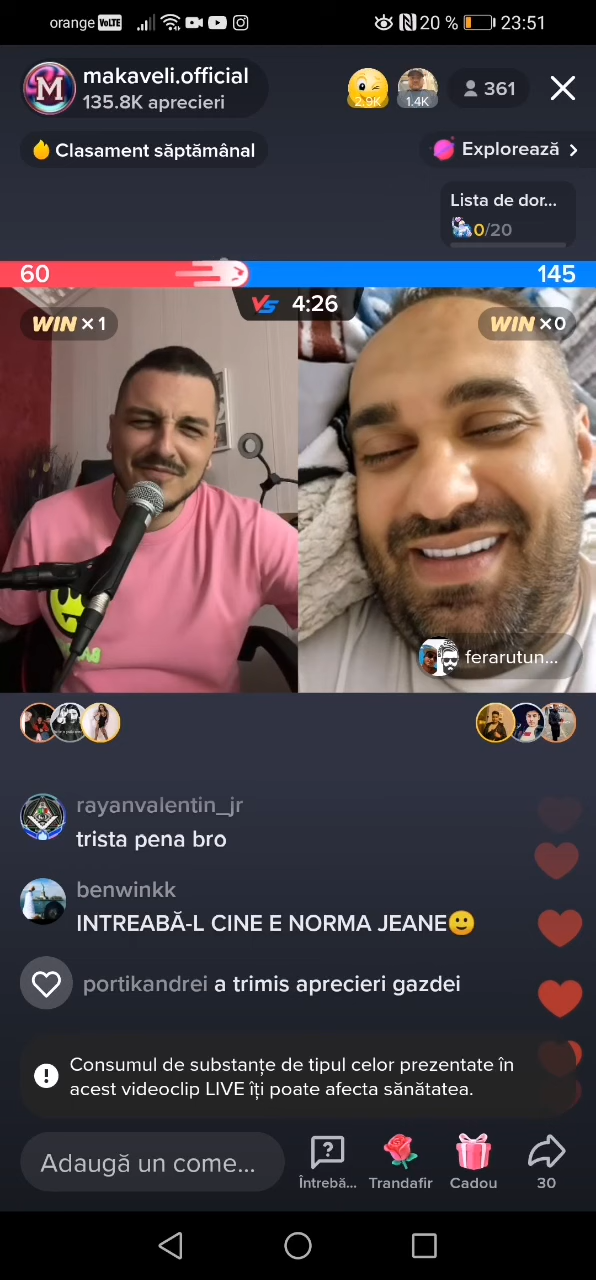 orange VoLTE 20 % 23:51
M makaveli.official
135.8K aprecieri
2.9K 1.4K 361
Clasament săptămânal
Explorează
Lista de dor...
0/20
60 145
VS 4:26
WIN × 1
WIN × 0
ferarutun...
rayanvalentin_jr
trista pena bro
benwinkk
INTREABĂ-L CINE E NORMA JEANE
portikandrei a trimis aprecieri gazdei
Consumul de substanțe de tipul celor prezentate în
acest videoclip LIVE îți poate afecta sănătatea.
Adaugă un come...
Întrebă... Trandafir Cadou 30